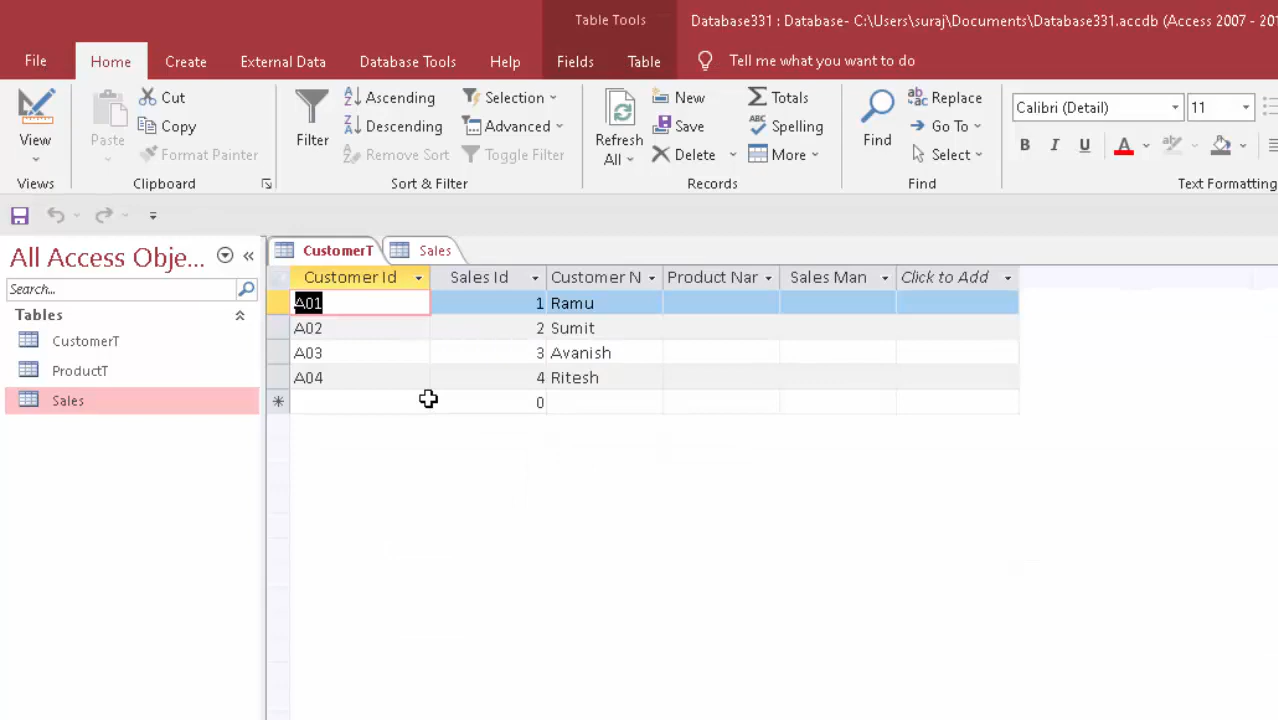 Table Tools
Database331 : Database- C:\Users\suraj\Documents\Database331.accdb (Access 2007 - 201
File Home Create External Data Database Tools Help Fields Table Tell me what you want to do
View
Views
Paste
Cut
Copy
Format Painter
Clipboard
Filter
Ascending
Descending
Remove Sort
Selection
Advanced
Toggle Filter
Sort & Filter
Refresh
All
New
Save
Delete
Totals
Spelling
More
Records
Find
Replace
Go To
Select
Find
Calibri (Detail) 11
B I U A ab
Text Formatting
All Access Obje...
Search...
Tables
CustomerT
ProductT
Sales
CustomerT Sales
Customer Id Sales Id Customer N Product Nar Sales Man Click to Add
A01 1 Ramu
A02 2 Sumit
A03 3 Avanish
A04 4 Ritesh
* 0